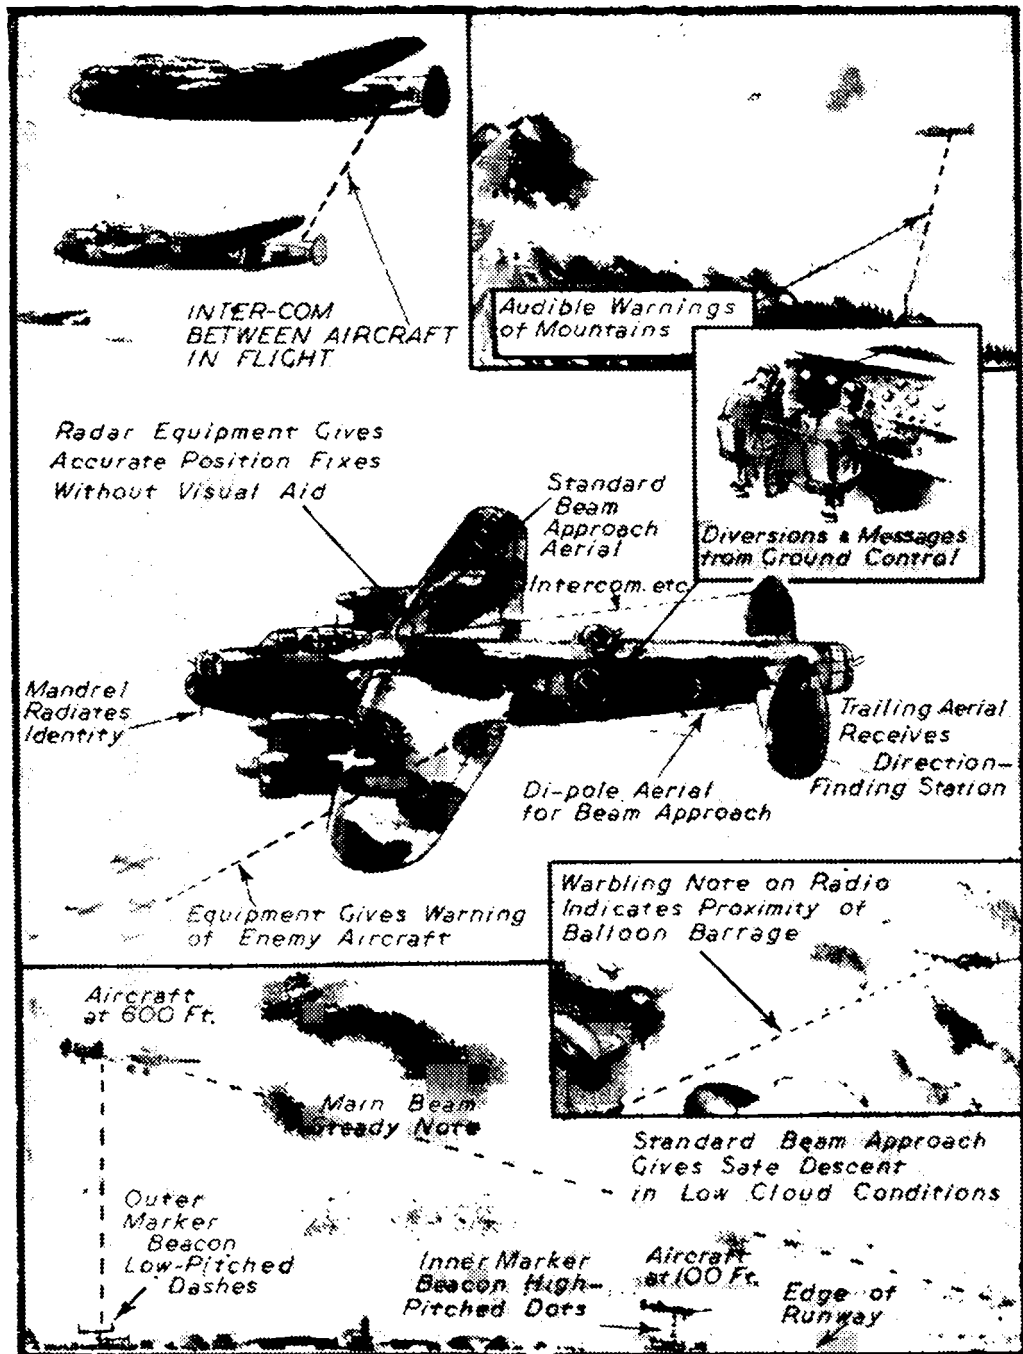 INTER-COM
BETWEEN AIRCRAFT
IN FLIGHT
Audible Warnings
of Mountains
Radar Equipment Gives
Accurate Position Fixes
Without Visual Aid
Standard
Beam
Approach
Aerial
Diversions & Messages
from Ground Control
Intercom. etc
Mandrel
Radiates
Identity
Trailing Aerial
Receives
Direction-
Finding Station
Di-pole Aerial
for Beam Approach
Equipment Gives Warning
of Enemy Aircraft
Warbling Note on Radio
Indicates Proximity of
Balloon Barrage
Aircraft
at 600 Ft.
Main Beam
Steady Note
Standard Beam Approach
Gives Safe Descent
in Low Cloud Conditions
Outer
Marker
Beacon
Low-Pitched
Dashes
Inner Marker
Beacon High-
Pitched Dots
Aircraft
at 100 Ft.
Edge of
Runway